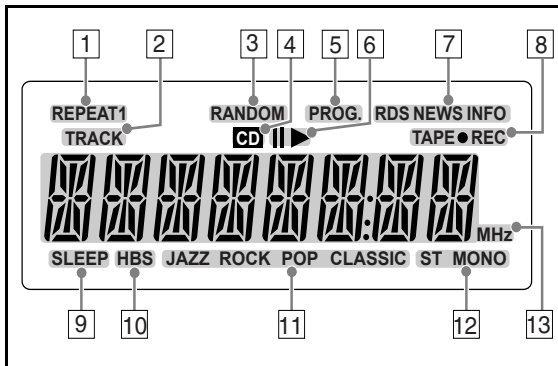 1 2 3 4 5 6 7 8
REPEAT1 RANDOM PROG. RDS NEWS INFO
TRACK CD TAPE●REC
MHz
SLEEP HBS JAZZ ROCK POP CLASSIC ST MONO
9 10 11 12 13